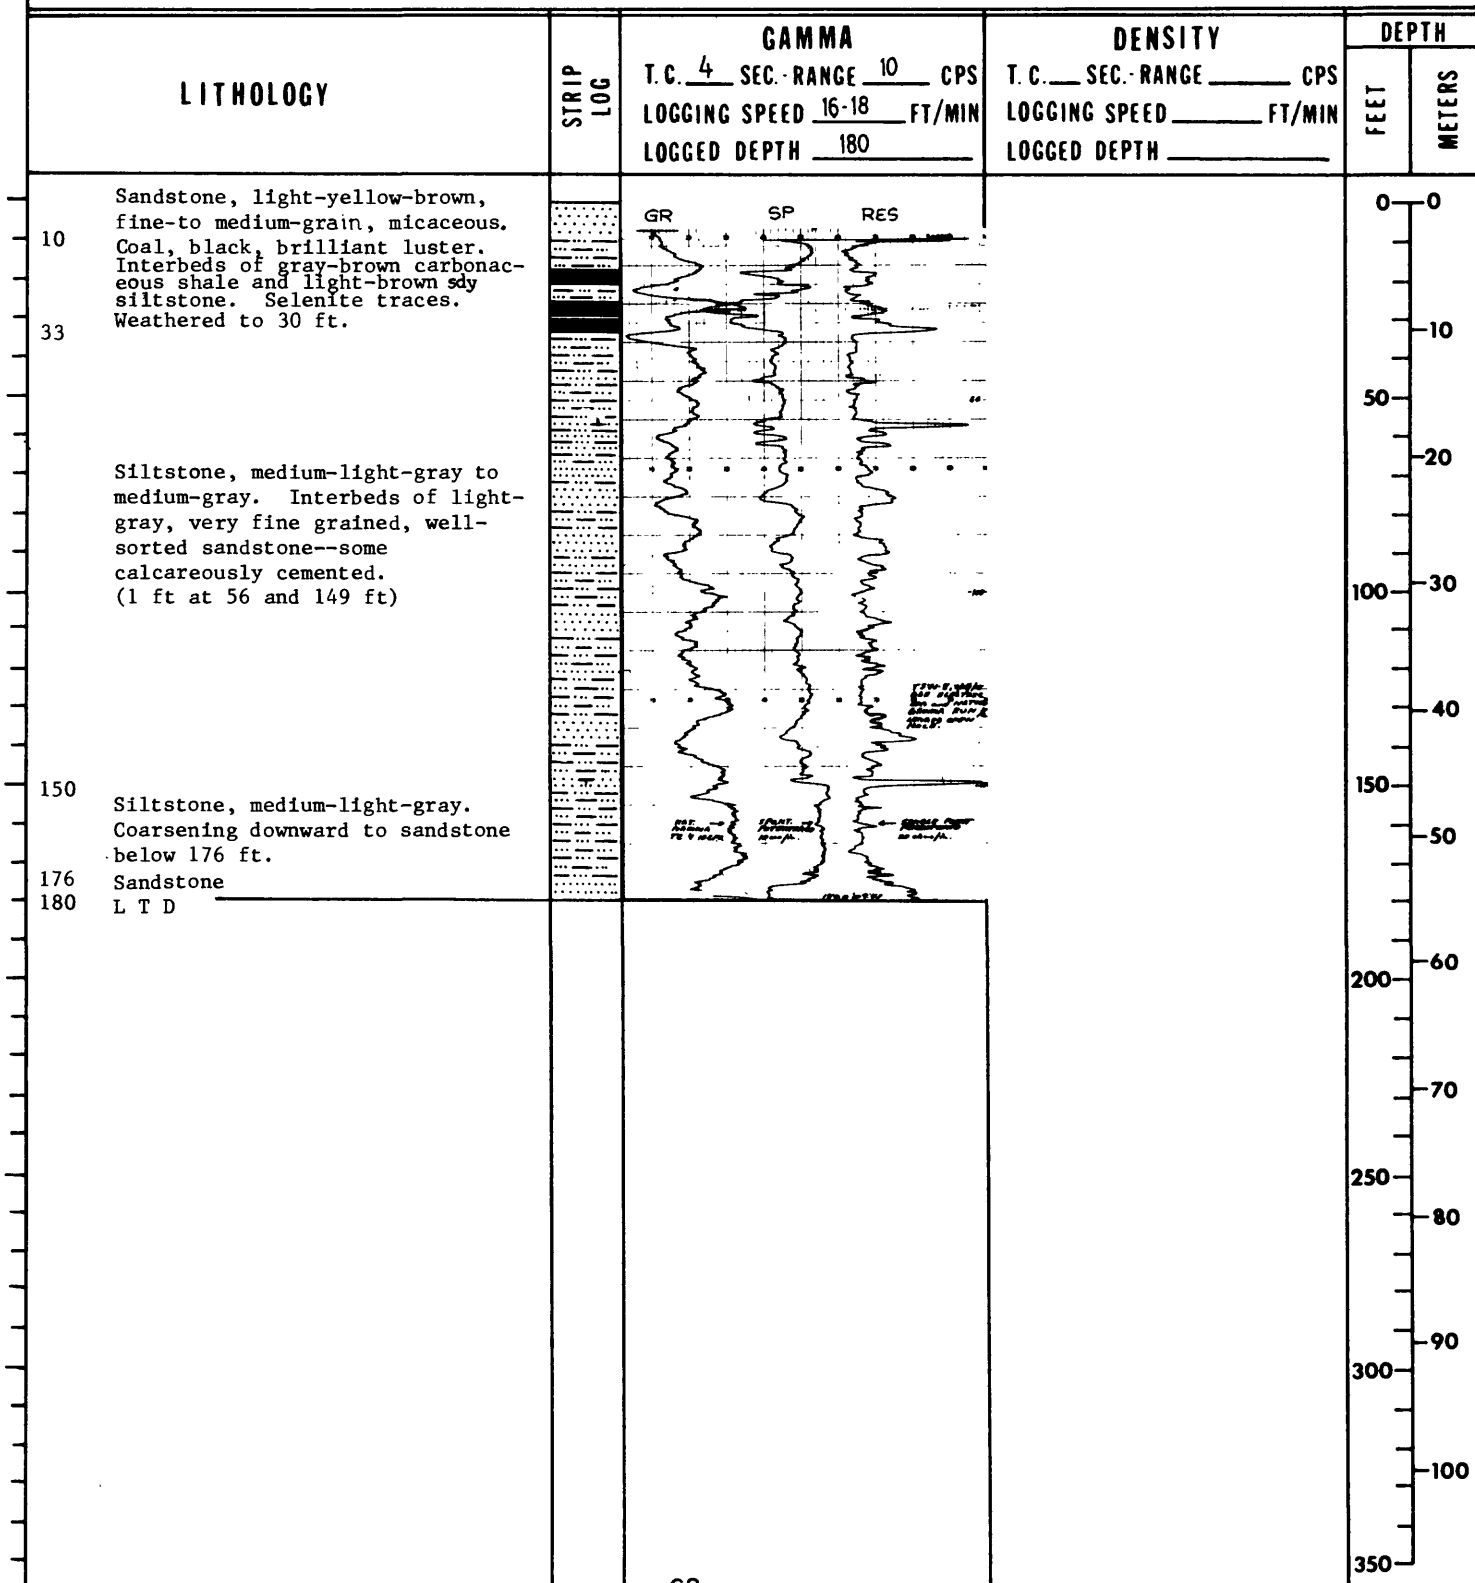 LITHOLOGY
STRIP LOG
GAMMA
T.C. 4 SEC.-RANGE 10 CPS
LOGGING SPEED 16-18 FT/MIN
LOGGED DEPTH 180
DENSITY
T.C. SEC.-RANGE CPS
LOGGING SPEED FT/MIN
LOGGED DEPTH
DEPTH
FEET
METERS
Sandstone, light-yellow-brown,
fine-to medium-grain, micaceous.
10 Coal, black, brilliant luster.
Interbeds of gray-brown carbonac-
eous shale and light-brown sdy
siltstone. Selenite traces.
Weathered to 30 ft.
33
Siltstone, medium-light-gray to
medium-gray. Interbeds of light-
gray, very fine grained, well-
sorted sandstone--some
calcareously cemented.
(1 ft at 56 and 149 ft)
150
Siltstone, medium-light-gray.
Coarsening downward to sandstone
below 176 ft.
176 Sandstone
180 L T D
GR SP RES
0 0
10
50
20
100 30
40
150
50
60
200
70
250
80
90
300
100
350